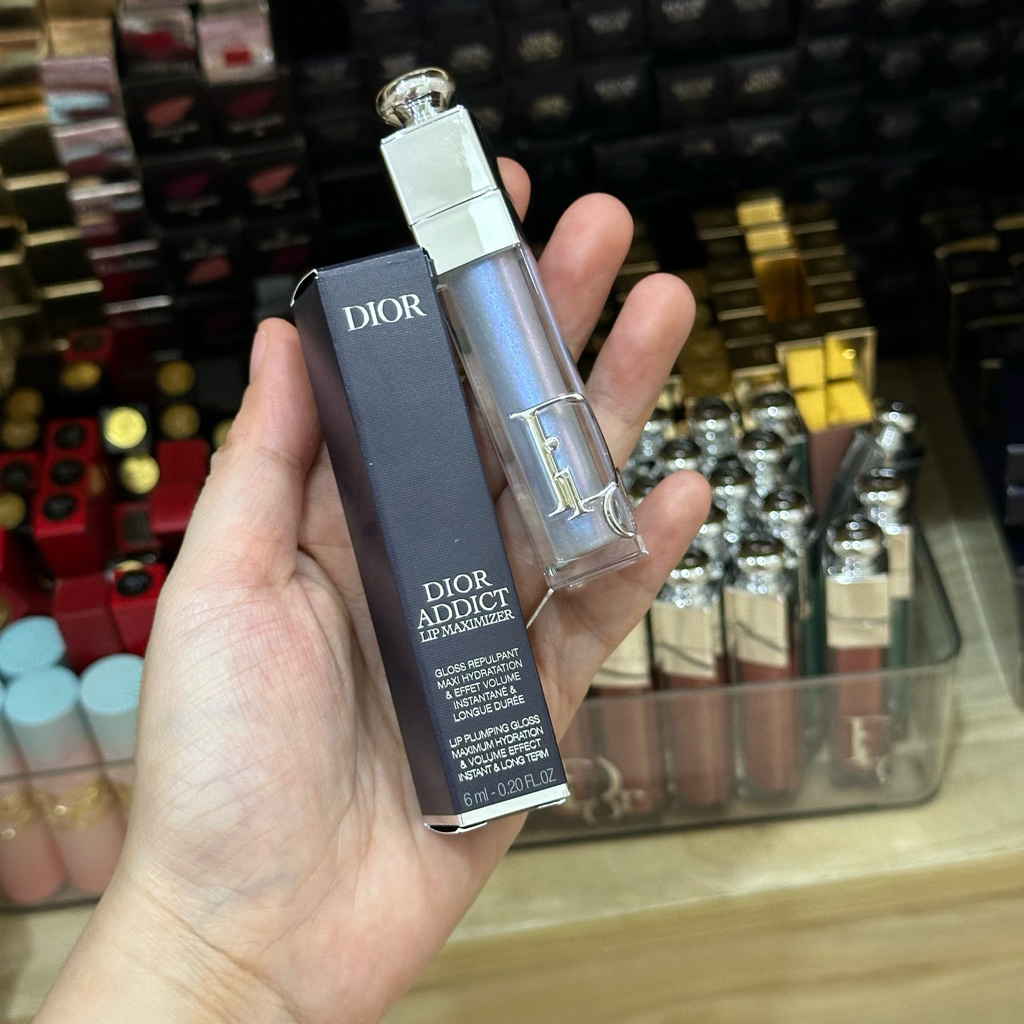 DIOR
DIOR
ADDICT
LIP MAXIMIZER
GLOSS REPULPANT
MAXI HYDRATATION
& EFFET VOLUME
INSTANTANÉ &
LONGUE DURÉE
LIP PLUMPING GLOSS
MAXIMUM HYDRATION
& VOLUME EFFECT
INSTANT & LONG TERM
6 ml - 0.20 FL.OZ